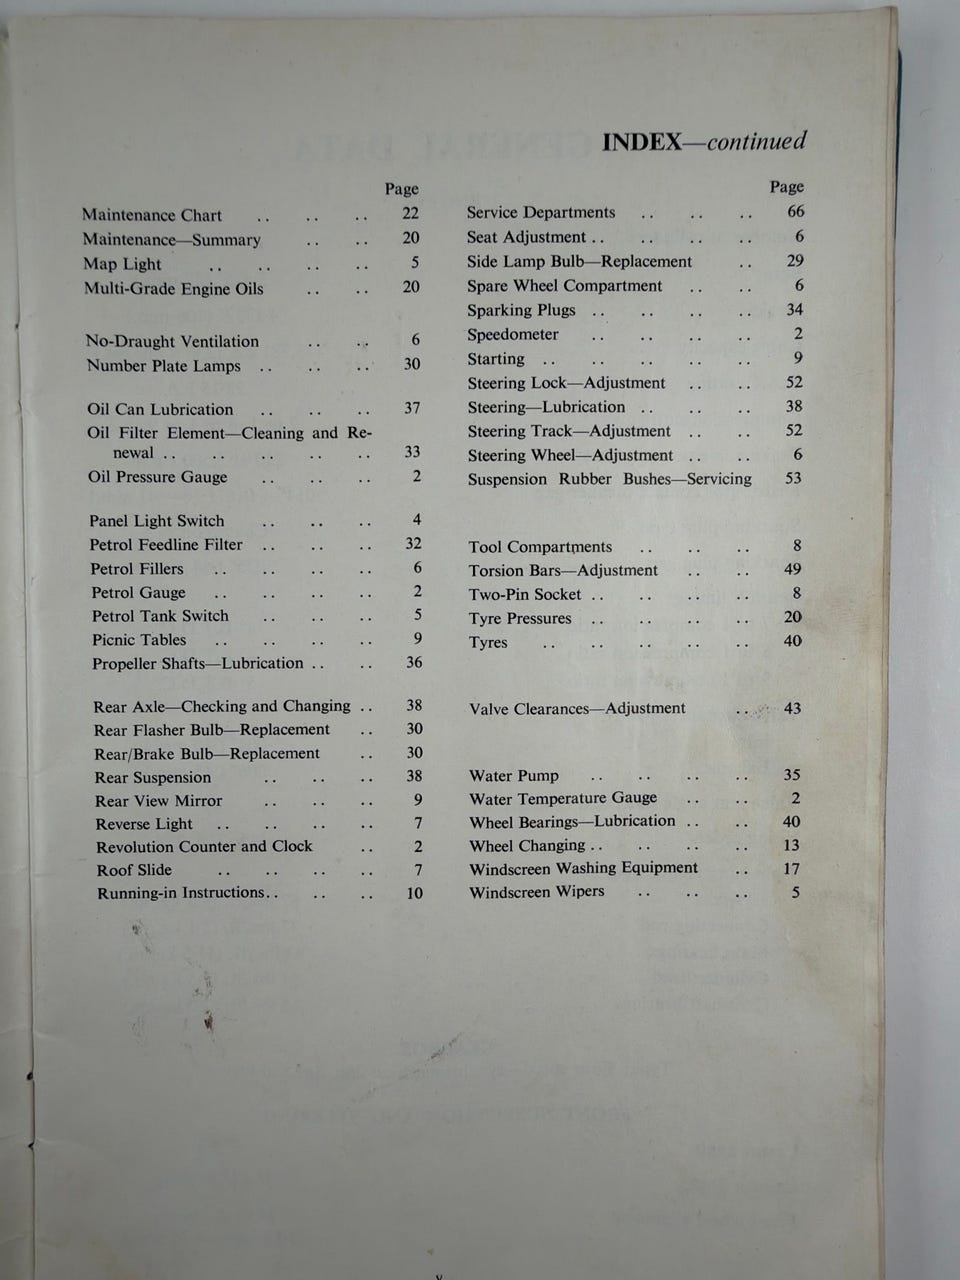 INDEX—continued
Page
Maintenance Chart .. .. .. 22
Maintenance—Summary .. .. 20
Map Light .. .. .. .. 5
Multi-Grade Engine Oils .. .. 20
No-Draught Ventilation .. .. 6
Number Plate Lamps .. .. .. 30
Oil Can Lubrication .. .. .. 37
Oil Filter Element—Cleaning and Re-
newal .. .. .. .. .. 33
Oil Pressure Gauge .. .. .. 2
Panel Light Switch .. .. .. 4
Petrol Feedline Filter .. .. .. 32
Petrol Fillers .. .. .. .. 6
Petrol Gauge .. .. .. .. 2
Petrol Tank Switch .. .. .. 5
Picnic Tables .. .. .. .. 9
Propeller Shafts—Lubrication .. .. 36
Rear Axle—Checking and Changing .. 38
Rear Flasher Bulb—Replacement .. 30
Rear/Brake Bulb—Replacement .. 30
Rear Suspension .. .. .. 38
Rear View Mirror .. .. .. 9
Reverse Light .. .. .. .. 7
Revolution Counter and Clock .. 2
Roof Slide .. .. .. .. 7
Running-in Instructions .. .. .. 10
Page
Service Departments .. .. .. 66
Seat Adjustment .. .. .. .. 6
Side Lamp Bulb—Replacement .. 29
Spare Wheel Compartment .. .. 6
Sparking Plugs .. .. .. .. 34
Speedometer .. .. .. .. 2
Starting .. .. .. .. .. 9
Steering Lock—Adjustment .. .. 52
Steering—Lubrication .. .. .. 38
Steering Track—Adjustment .. .. 52
Steering Wheel—Adjustment .. .. 6
Suspension Rubber Bushes—Servicing 53
Tool Compartments .. .. .. 8
Torsion Bars—Adjustment .. .. 49
Two-Pin Socket .. .. .. .. 8
Tyre Pressures .. .. .. .. 20
Tyres .. .. .. .. .. 40
Valve Clearances—Adjustment .. 43
Water Pump .. .. .. .. 35
Water Temperature Gauge .. .. 2
Wheel Bearings—Lubrication .. .. 40
Wheel Changing .. .. .. .. 13
Windscreen Washing Equipment .. 17
Windscreen Wipers .. .. .. 5
v